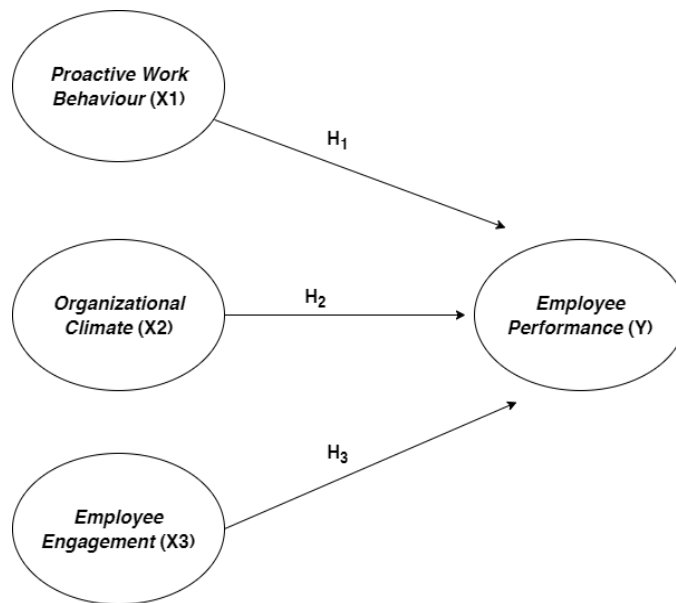 Proactive Work
Behaviour (X1)
H₁
Organizational
Climate (X2)
H₂
Employee
Performance (Y)
H₃
Employee
Engagement (X3)